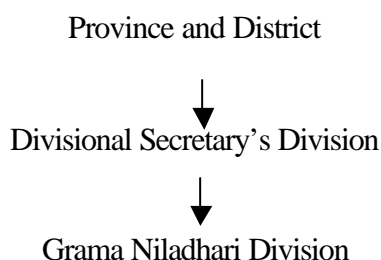 Province and District
Divisional Secretary’s Division
Grama Niladhari Division